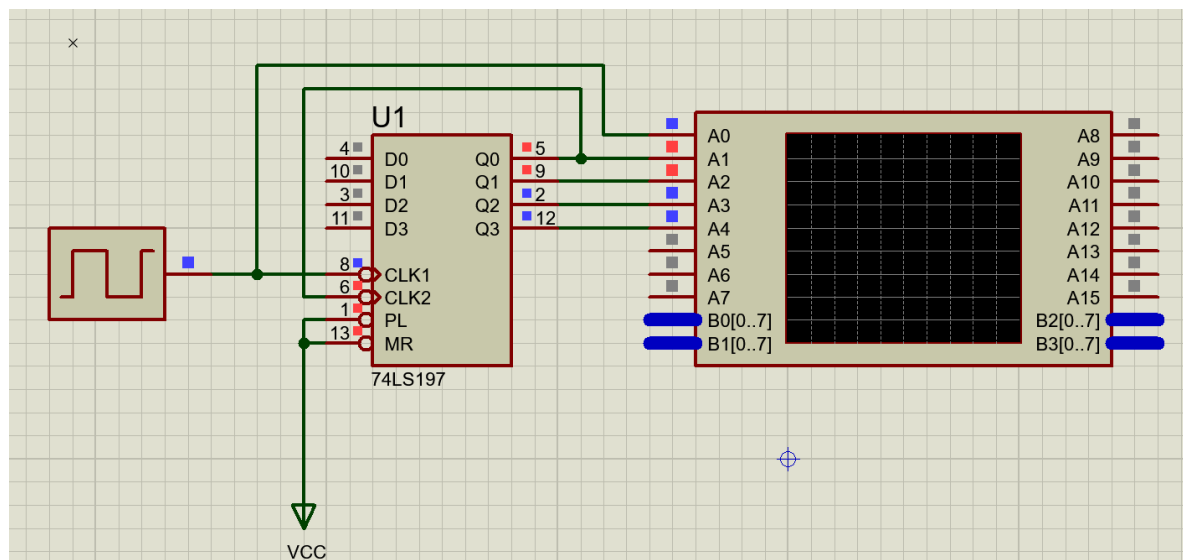 U1
4 D0 Q0 5
10 D1 Q1 9
3 D2 Q2 2
11 D3 Q3 12
8 CLK1
6 CLK2
1 PL
13 MR
74LS197
VCC
A0 A8
A1 A9
A2 A10
A3 A11
A4 A12
A5 A13
A6 A14
A7 A15
B0[0..7] B2[0..7]
B1[0..7] B3[0..7]